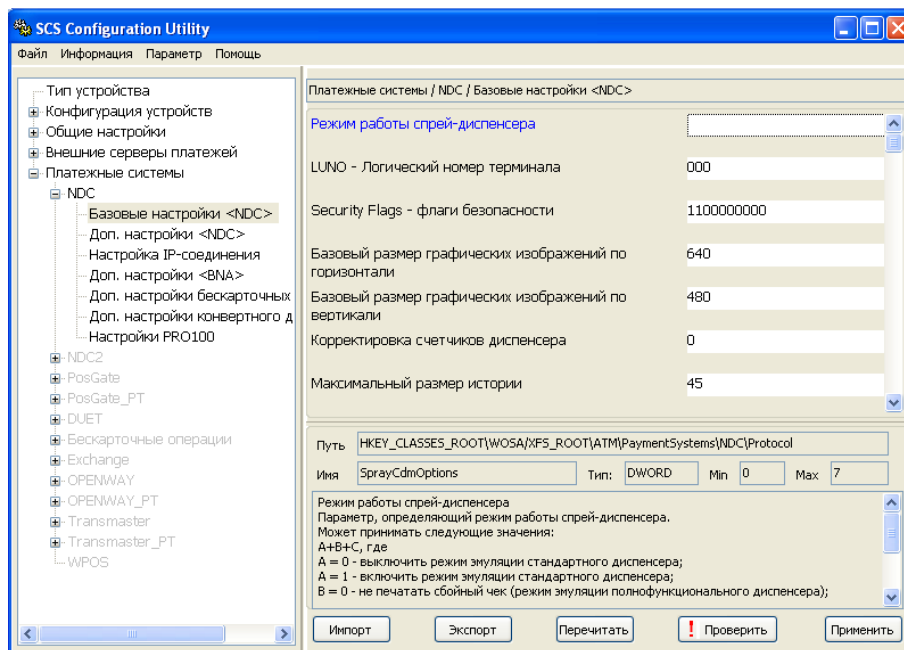 SCS Configuration Utility
Файл Информация Параметр Помощь
Тип устройства
Конфигурация устройств
Общие настройки
Внешние серверы платежей
Платежные системы
NDC
Базовые настройки <NDC>
Доп. настройки <NDC>
Настройка IP-соединения
Доп. настройки <BNA>
Доп. настройки бескарточных
Доп. настройки конвертного д
Настройки PRO100
NDC2
PosGate
PosGate_PT
DUET
Бескарточные операции
Exchange
OPENWAY
OPENWAY_PT
Transmaster
Transmaster_PT
WPOS
Платежные системы / NDC / Базовые настройки <NDC>
Режим работы спрей-диспенсера
LUNO - Логический номер терминала 000
Security Flags - флаги безопасности 1100000000
Базовый размер графических изображений по 640
горизонтали
Базовый размер графических изображений по 480
вертикали
Корректировка счетчиков диспенсера 0
Максимальный размер истории 45
Путь HKEY_CLASSES_ROOT\WOSA/XFS_ROOT\ATM\PaymentSystems\NDC\Protocol
Имя SprayCdmOptions Тип: DWORD Min 0 Max 7
Режим работы спрей-диспенсера
Параметр, определяющий режим работы спрей-диспенсера.
Может принимать следующие значения:
A+B+C, где
A = 0 - выключить режим эмуляции стандартного диспенсера;
A = 1 - включить режим эмуляции стандартного диспенсера;
B = 0 - не печатать сбойный чек (режим эмуляции полнофункционального диспенсера);
Импорт Экспорт Перечитать ! Проверить Применить